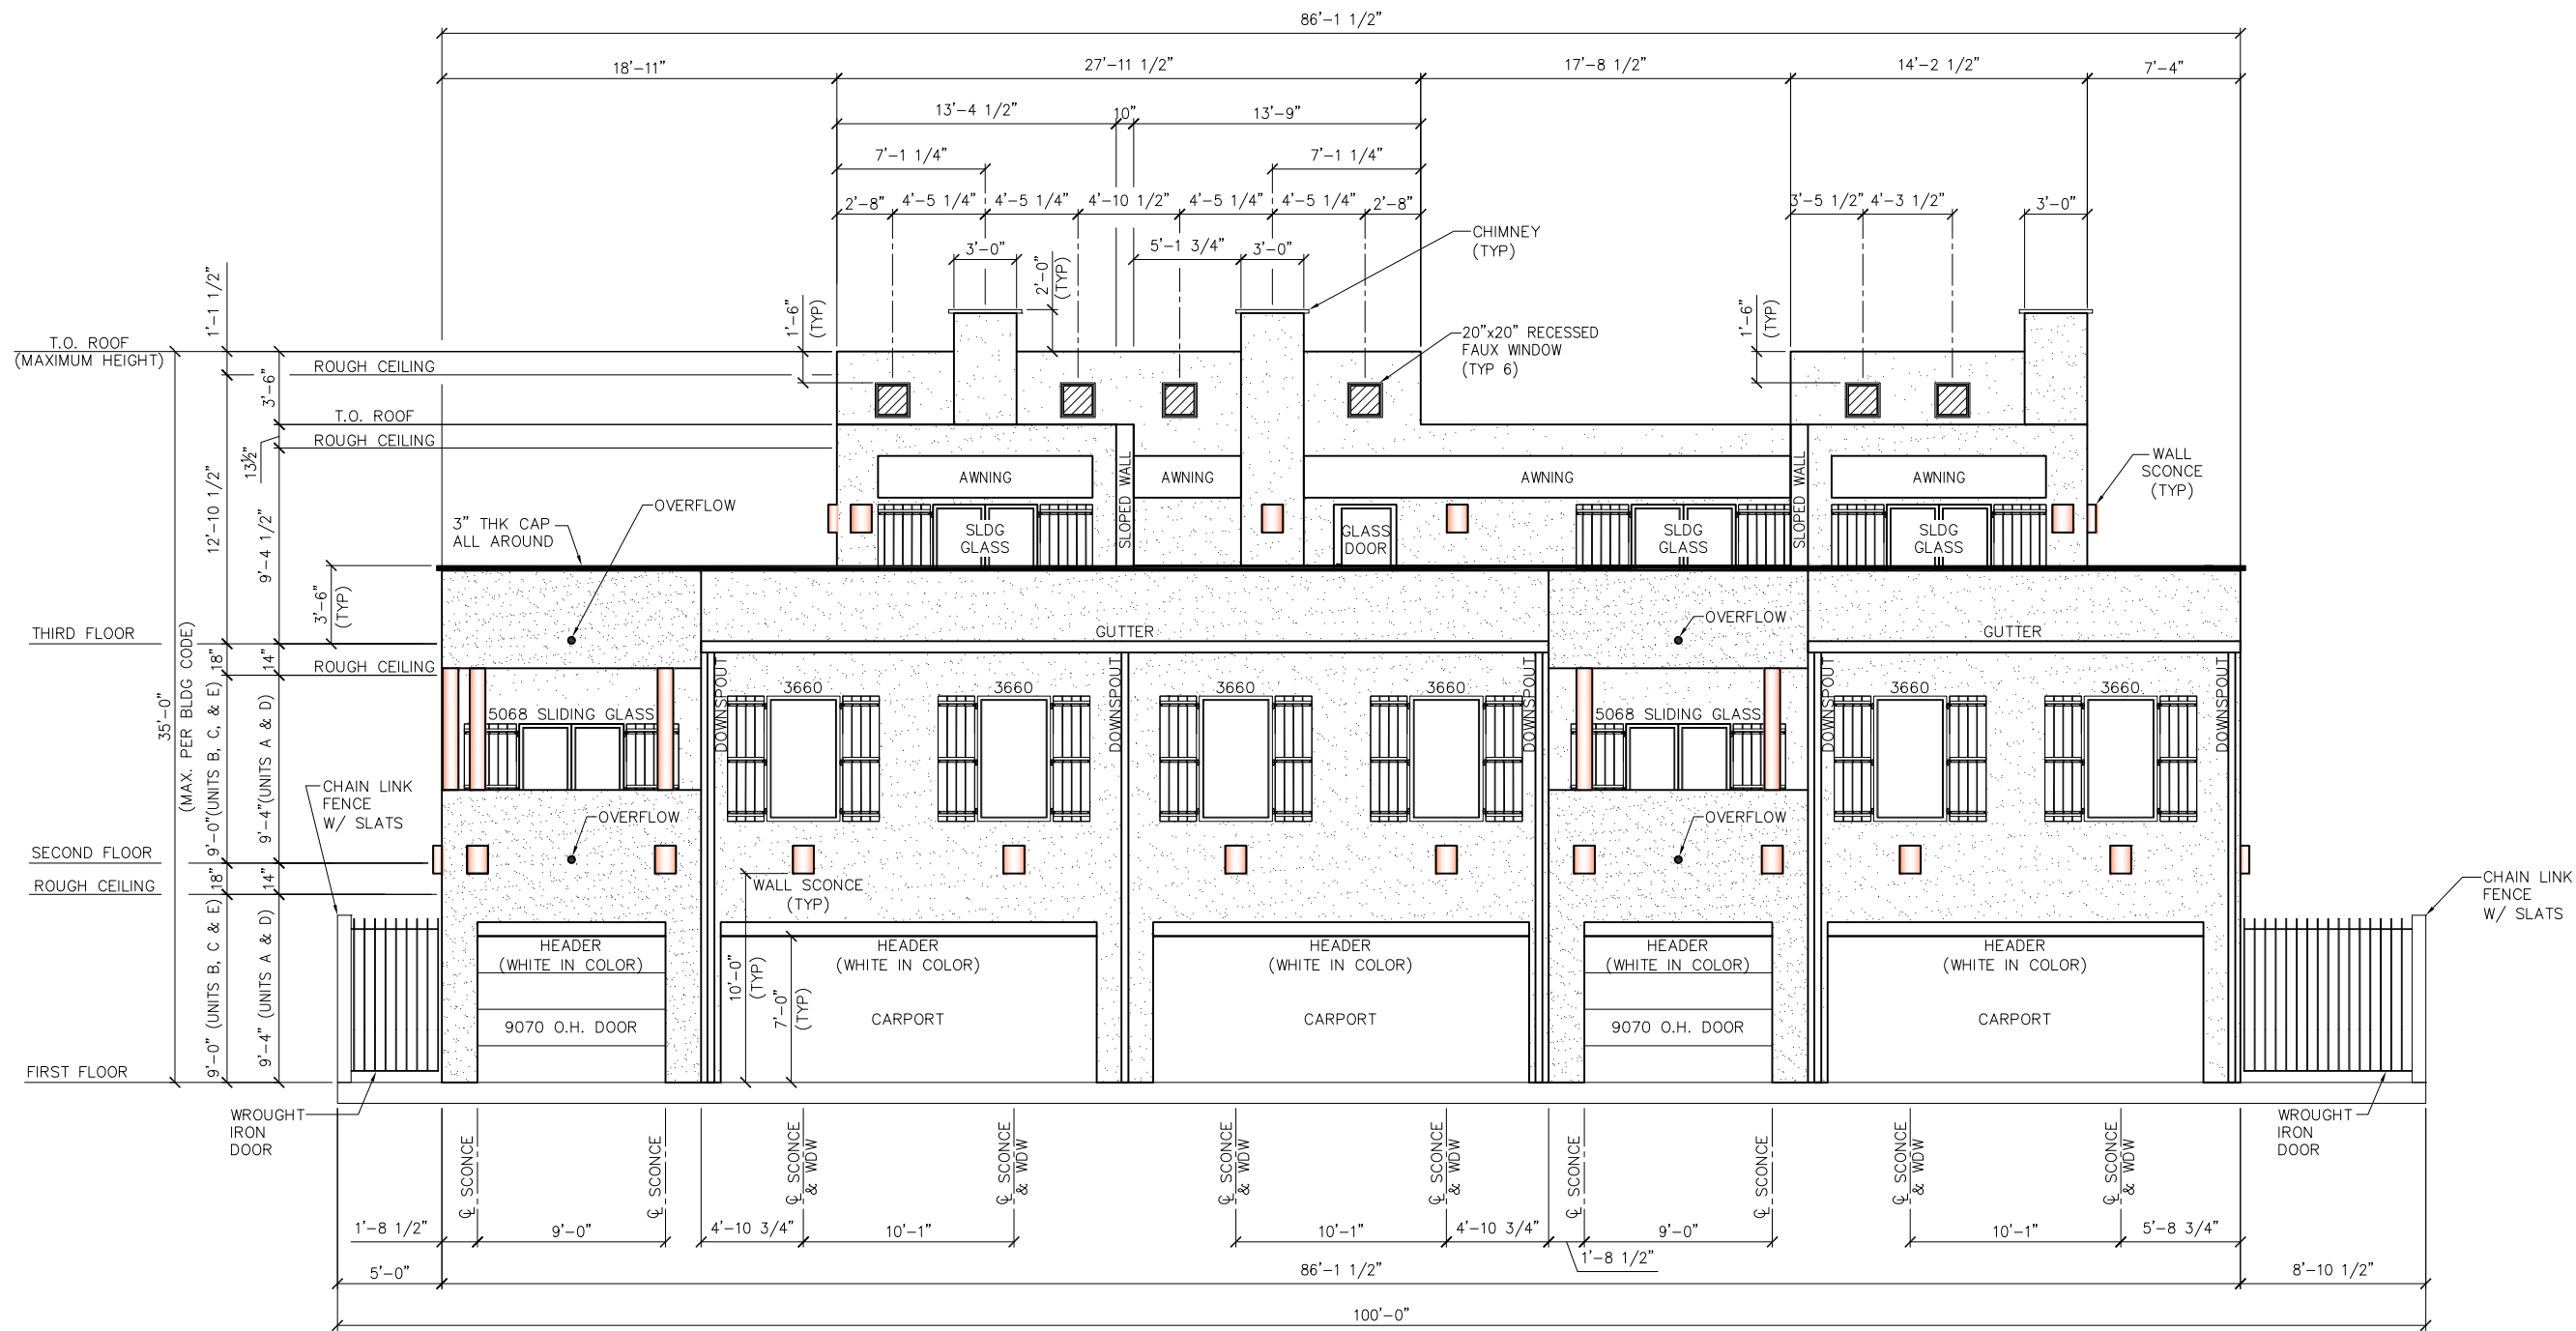 86'-1 1/2"
18'-11"
27'-11 1/2"
17'-8 1/2"
14'-2 1/2"
7'-4"
13'-4 1/2"
10"
13'-9"
7'-1 1/4"
7'-1 1/4"
2'-8"
4'-5 1/4"
4'-5 1/4"
4'-10 1/2"
4'-5 1/4"
4'-5 1/4"
2'-8"
3'-5 1/2"
4'-3 1/2"
3'-0"
3'-0"
2'-0"
(TYP)
5'-1 3/4"
3'-0"
CHIMNEY
(TYP)
1'-1 1/2"
1'-6"
(TYP)
1'-6"
(TYP)
20"x20" RECESSED
FAUX WINDOW
(TYP 6)
T.O. ROOF
(MAXIMUM HEIGHT)
ROUGH CEILING
3'-6"
T.O. ROOF
ROUGH CEILING
13½"
12'-10 1/2"
9'-4 1/2"
AWNING
AWNING
AWNING
AWNING
SLOPED WALL
SLOPED WALL
WALL
SCONCE
(TYP)
OVERFLOW
3" THK CAP
ALL AROUND
SLDG
GLASS
GLASS
DOOR
SLDG
GLASS
SLDG
GLASS
3'-6"
(TYP)
THIRD FLOOR
OVERFLOW
GUTTER
GUTTER
18"
14"
ROUGH CEILING
35'-0"
(MAX. PER BLDG CODE)
9'-0"(UNITS B, C, & E)
9'-4"(UNITS A & D)
5068 SLIDING GLASS
DOWNSPOUT
3660
3660
DOWNSPOUT
3660
3660
DOWNSPOUT
5068 SLIDING GLASS
DOWNSPOUT
3660
3660
DOWNSPOUT
CHAIN LINK
FENCE
W/ SLATS
OVERFLOW
OVERFLOW
SECOND FLOOR
18"
14"
ROUGH CEILING
WALL SCONCE
(TYP)
CHAIN LINK
FENCE
W/ SLATS
9'-0" (UNITS B, C & E)
9'-4" (UNITS A & D)
HEADER
(WHITE IN COLOR)
HEADER
(WHITE IN COLOR)
HEADER
(WHITE IN COLOR)
HEADER
(WHITE IN COLOR)
HEADER
(WHITE IN COLOR)
10'-0"
(TYP)
7'-0"
(TYP)
9070 O.H. DOOR
CARPORT
CARPORT
9070 O.H. DOOR
CARPORT
FIRST FLOOR
WROUGHT
IRON
DOOR
WROUGHT
IRON
DOOR
℄ SCONCE
℄ SCONCE
℄ SCONCE
& WDW
℄ SCONCE
& WDW
℄ SCONCE
& WDW
℄ SCONCE
& WDW
℄ SCONCE
℄ SCONCE
℄ SCONCE
& WDW
℄ SCONCE
& WDW
1'-8 1/2"
9'-0"
4'-10 3/4"
10'-1"
10'-1"
4'-10 3/4"
1'-8 1/2"
9'-0"
10'-1"
5'-8 3/4"
5'-0"
86'-1 1/2"
8'-10 1/2"
100'-0"